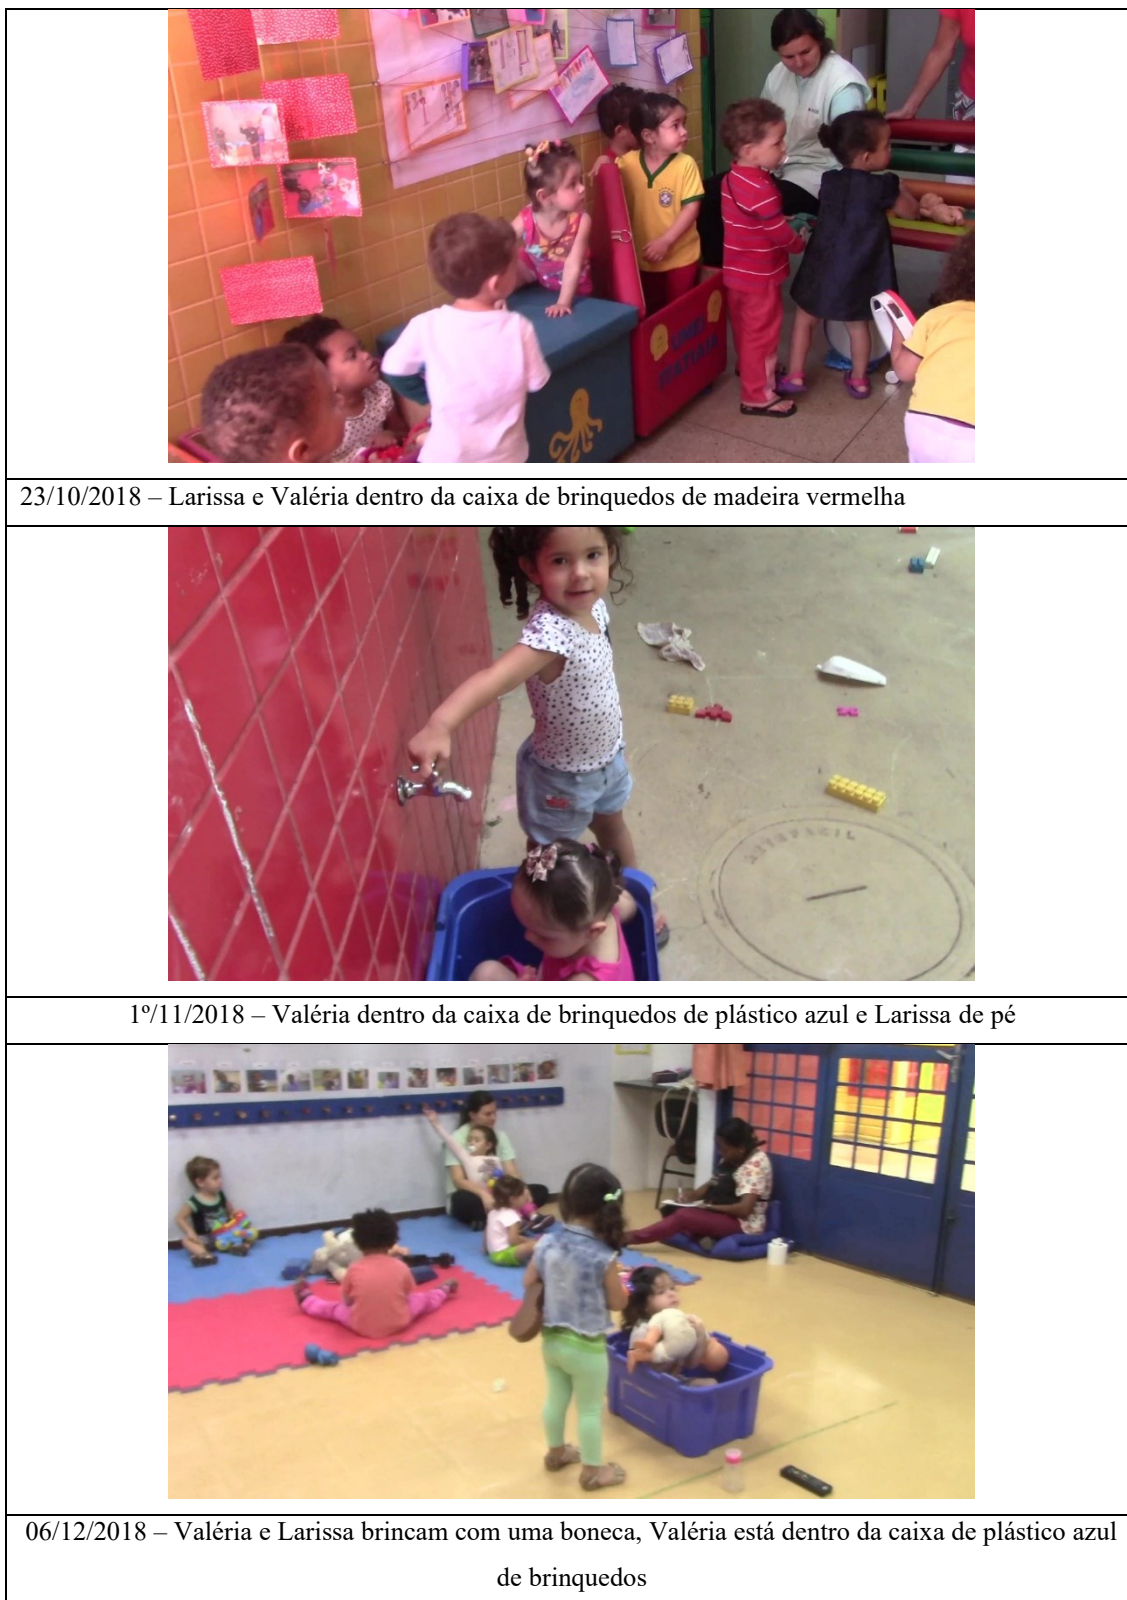 UMEI
ITATIAIA
23/10/2018 – Larissa e Valéria dentro da caixa de brinquedos de madeira vermelha
1º/11/2018 – Valéria dentro da caixa de brinquedos de plástico azul e Larissa de pé
06/12/2018 – Valéria e Larissa brincam com uma boneca, Valéria está dentro da caixa de plástico azul
de brinquedos